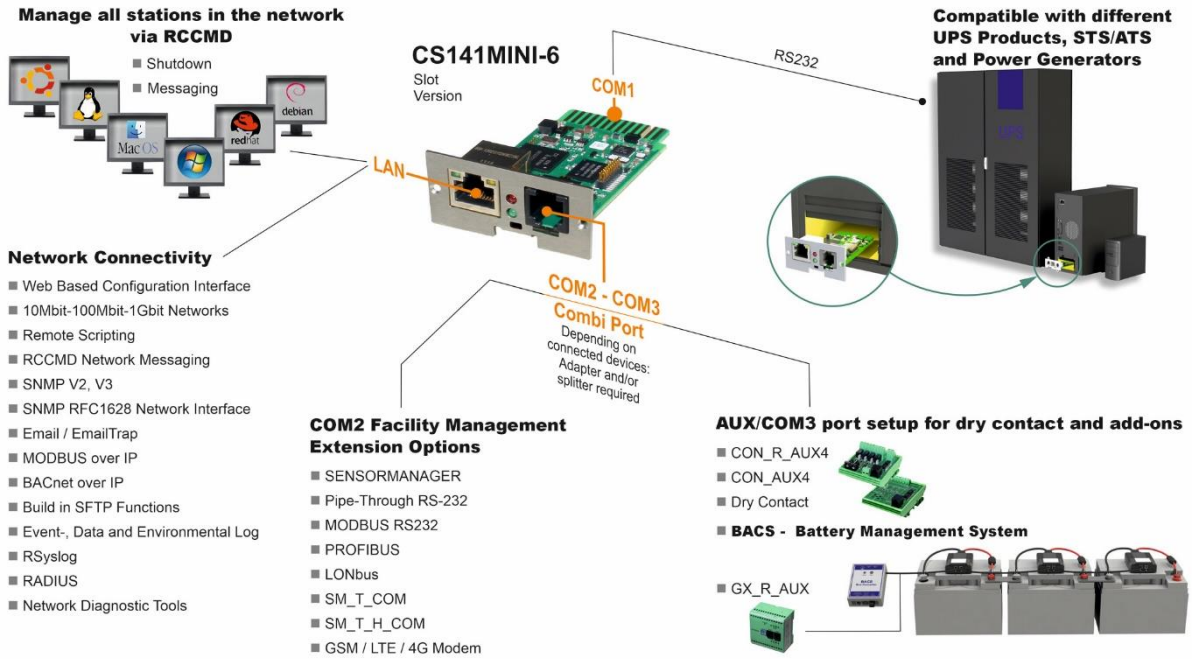 Manage all stations in the network
via RCCMD
Shutdown
Messaging
debian
redhat
Mac OS
CS141MINI-6
Slot
Version
COM1
RS232
LAN
COM2 - COM3
Combi Port
Depending on
connected devices:
Adapter and/or
splitter required
Compatible with different
UPS Products, STS/ATS
and Power Generators
UPS
Network Connectivity
Web Based Configuration Interface
10Mbit-100Mbit-1Gbit Networks
Remote Scripting
RCCMD Network Messaging
SNMP V2, V3
SNMP RFC1628 Network Interface
Email / EmailTrap
MODBUS over IP
BACnet over IP
Build in SFTP Functions
Event-, Data and Environmental Log
RSyslog
RADIUS
Network Diagnostic Tools
COM2 Facility Management
Extension Options
SENSORMANAGER
Pipe-Through RS-232
MODBUS RS232
PROFIBUS
LONbus
SM_T_COM
SM_T_H_COM
GSM / LTE / 4G Modem
AUX/COM3 port setup for dry contact and add-ons
CON_R_AUX4
CON_AUX4
Dry Contact
BACS - Battery Management System
BACS
GX_R_AUX